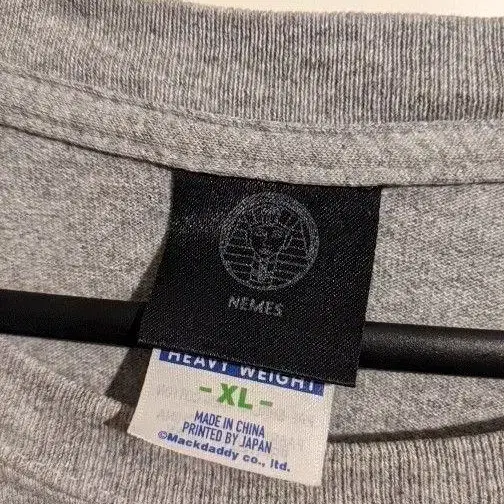 NEMES
HEAVY WEIGHT
- XL -
MADE IN CHINA
PRINTED BY JAPAN
©Mackdaddy co., ltd.